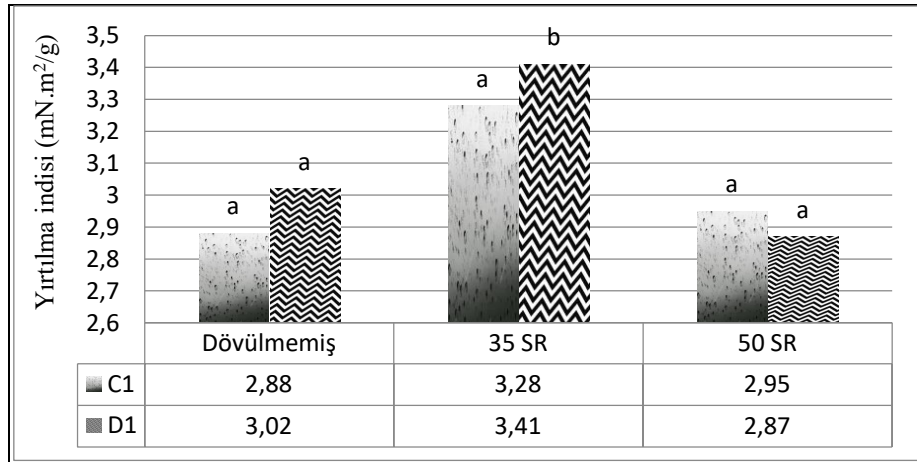 Yırtılma indisi (mN.m²/g)
3,5
3,4
3,3
3,2
3,1
3
2,9
2,8
2,7
2,6
a
a
a
b
a
a
Dövülmemiş 35 SR 50 SR
C1 2,88 3,28 2,95
D1 3,02 3,41 2,87